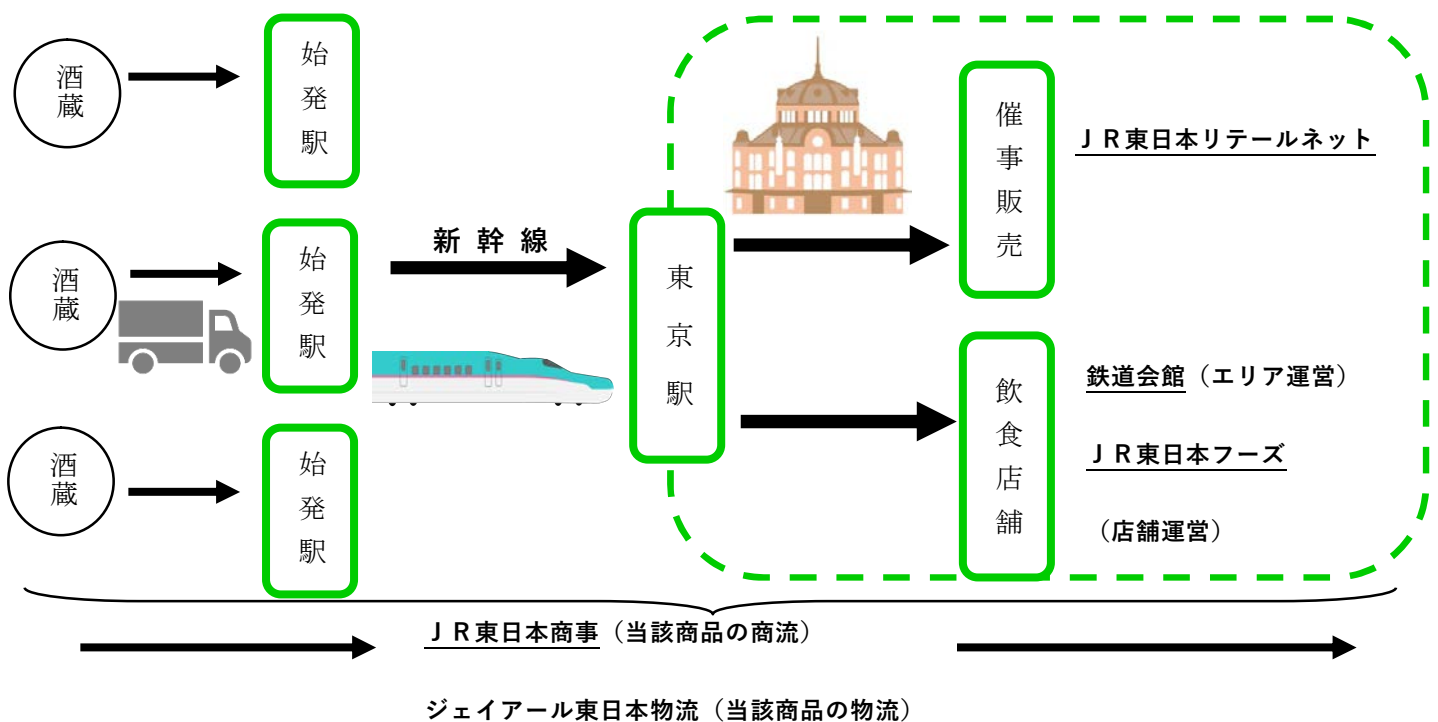 酒蔵
始発駅
酒蔵
始発駅
酒蔵
始発駅
新幹線
東京駅
催事販売
ＪＲ東日本リテールネット
飲食店舗
鉄道会館（エリア運営）
ＪＲ東日本フーズ
（店舗運営）
ＪＲ東日本商事（当該商品の商流）
ジェイアール東日本物流（当該商品の物流）